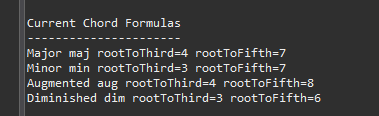 Current Chord Formulas
----------------------
Major maj rootToThird=4 rootToFifth=7
Minor min rootToThird=3 rootToFifth=7
Augmented aug rootToThird=4 rootToFifth=8
Diminished dim rootToThird=3 rootToFifth=6